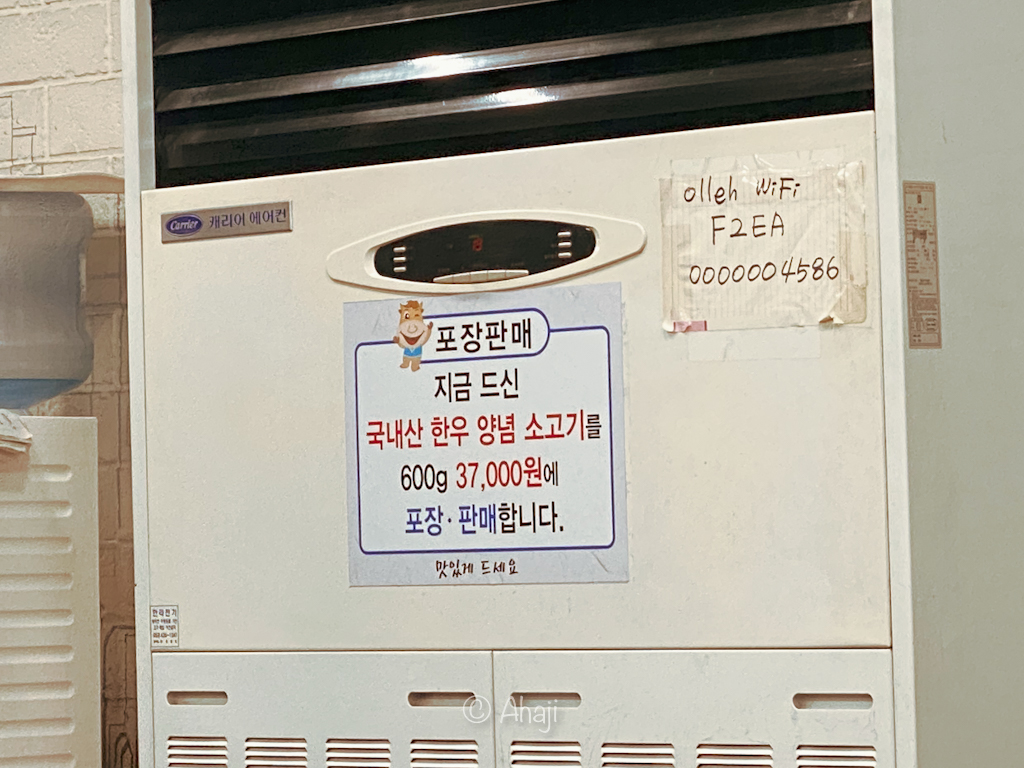 Carrier 캐리어 에어컨
8
olleh WiFi
F2EA
0000004586
포장판매
지금 드신
국내산 한우 양념 소고기를
600g 37,000원에
포장·판매합니다.
맛있게 드세요
© Ahaji